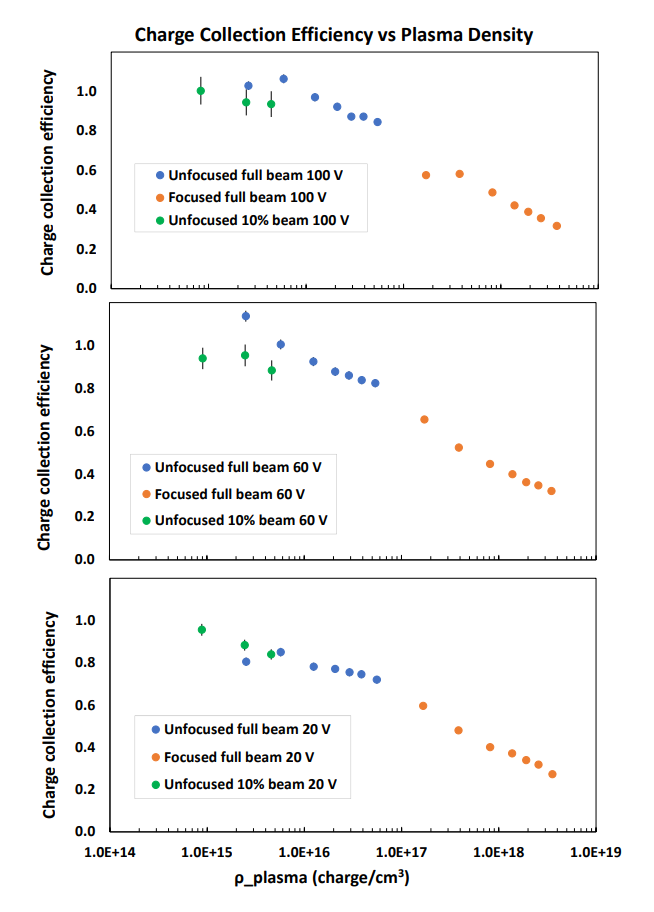 Charge Collection Efficiency vs Plasma Density
Charge collection efficiency
1.0
0.8
0.6
0.4
0.2
0.0
Unfocused full beam 100 V
Focused full beam 100 V
Unfocused 10% beam 100 V
Charge collection efficiency
1.0
0.8
0.6
0.4
0.2
0.0
Unfocused full beam 60 V
Focused full beam 60 V
Unfocused 10% beam 60 V
Charge collection efficiency
1.0
0.8
0.6
0.4
0.2
0.0
Unfocused full beam 20 V
Focused full beam 20 V
Unfocused 10% beam 20 V
1.0E+14 1.0E+15 1.0E+16 1.0E+17 1.0E+18 1.0E+19
ρ_plasma (charge/cm³)